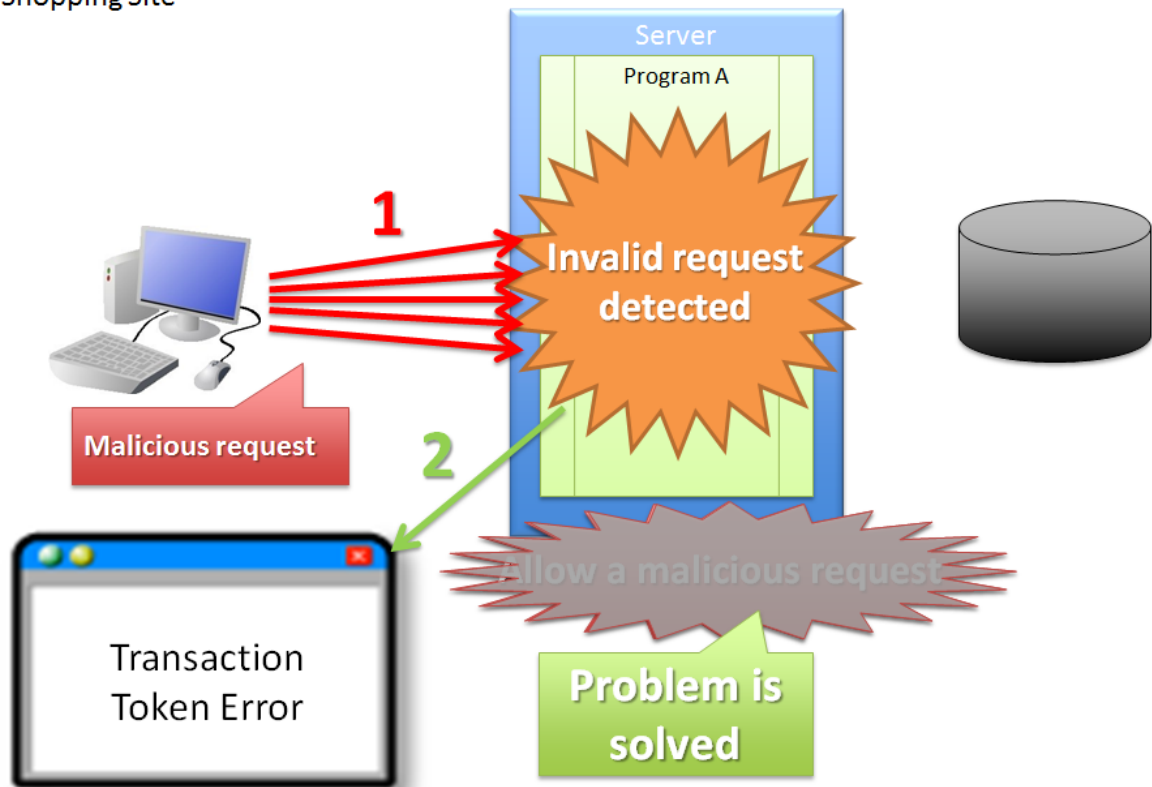 Shopping Site
Server
Program A
1
Invalid request
detected
Malicious request
2
Allow a malicious request
Transaction
Token Error
Problem is
solved